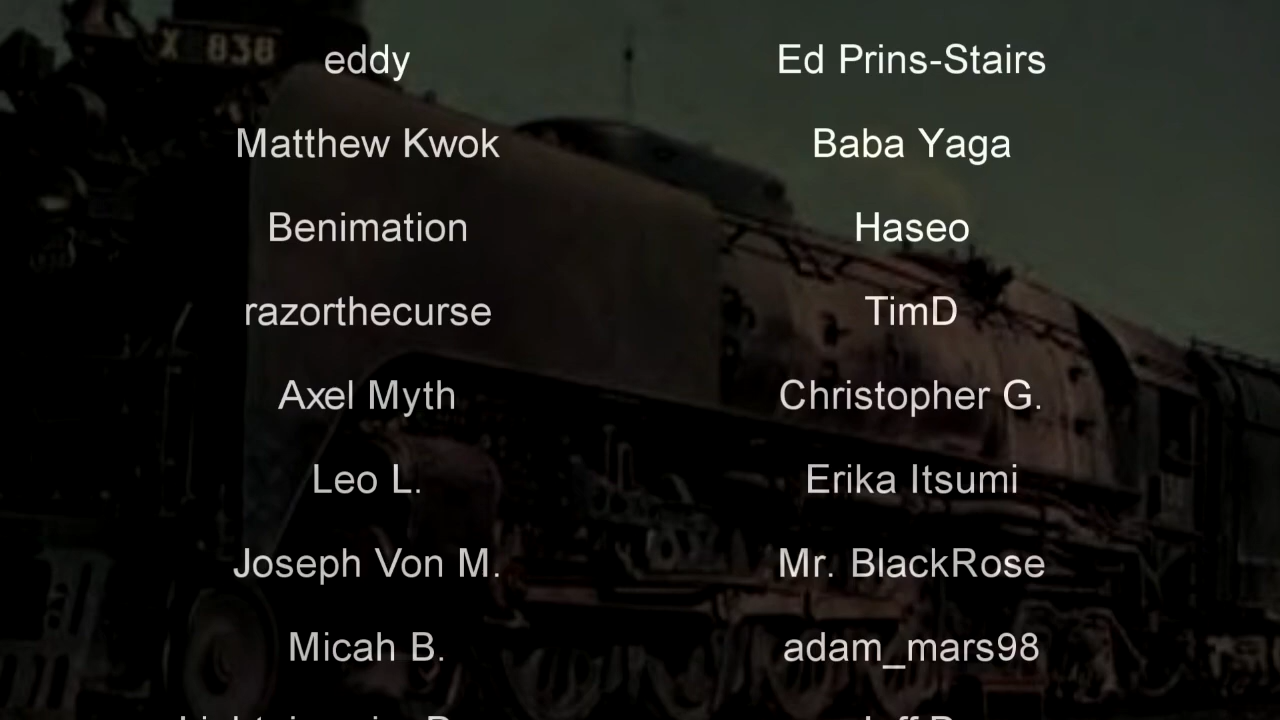 X 838
eddy
Ed Prins-Stairs
Matthew Kwok
Baba Yaga
Benimation
Haseo
razorthecurse
TimD
Axel Myth
Christopher G.
Leo L.
Erika Itsumi
Joseph Von M.
Mr. BlackRose
Micah B.
adam_mars98